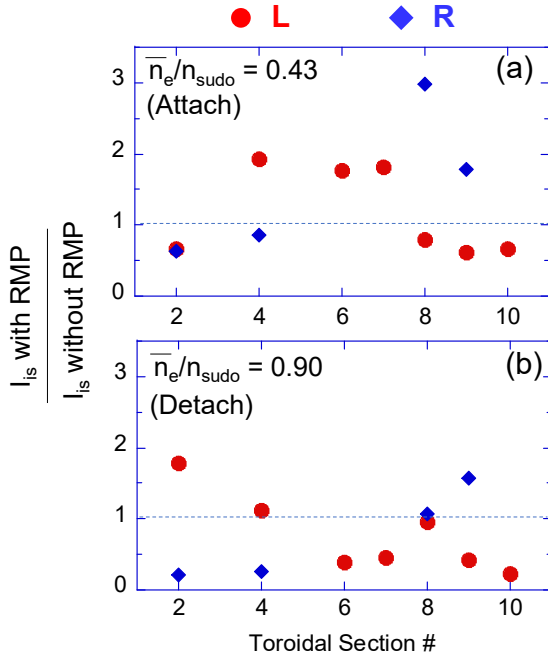 L R
n̅e/nsudo = 0.43 (a)
(Attach)
3
2
1
0
2 4 6 8 10
Iis with RMP
Iis without RMP
n̅e/nsudo = 0.90 (b)
(Detach)
3
2
1
0
2 4 6 8 10
Toroidal Section #